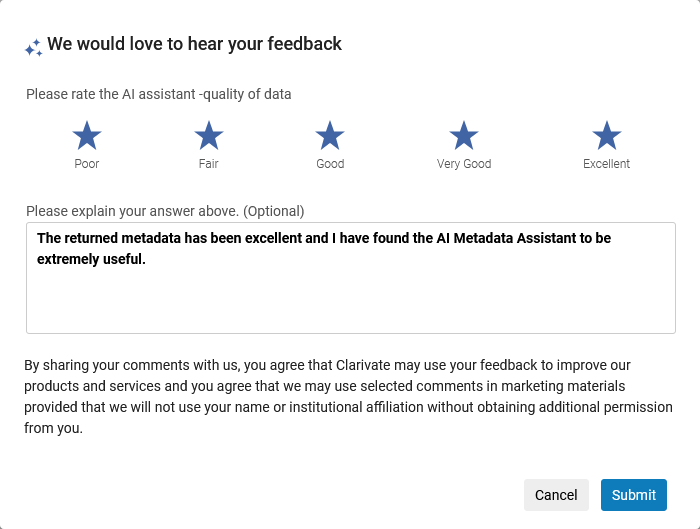 We would love to hear your feedback
Please rate the AI assistant -quality of data
Poor Fair Good Very Good Excellent
Please explain your answer above. (Optional)
The returned metadata has been excellent and I have found the AI Metadata Assistant to be
extremely useful.
By sharing your comments with us, you agree that Clarivate may use your feedback to improve our
products and services and you agree that we may use selected comments in marketing materials
provided that we will not use your name or institutional affiliation without obtaining additional permission
from you.
Cancel Submit